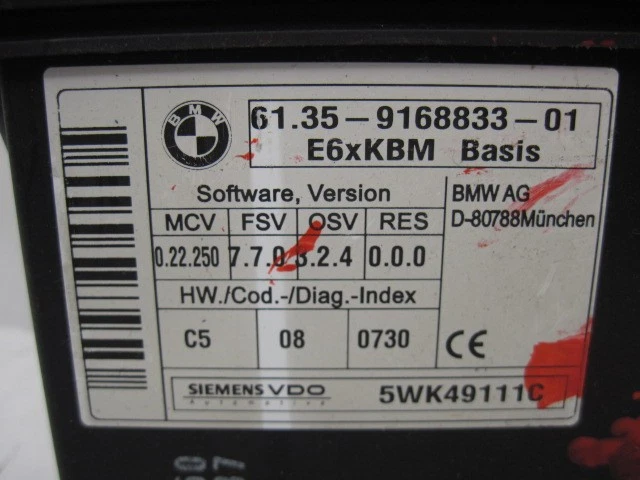 BMW
61.35-9168833-01
E6xKBM Basis
Software, Version
BMW AG
D-80788München
MCV FSV OSV RES
0.22.250 7.7.0 3.2.4 0.0.0
HW./Cod.-/Diag.-Index
C5 08 0730
CE
SIEMENS VDO
Automotive
5WK49111C